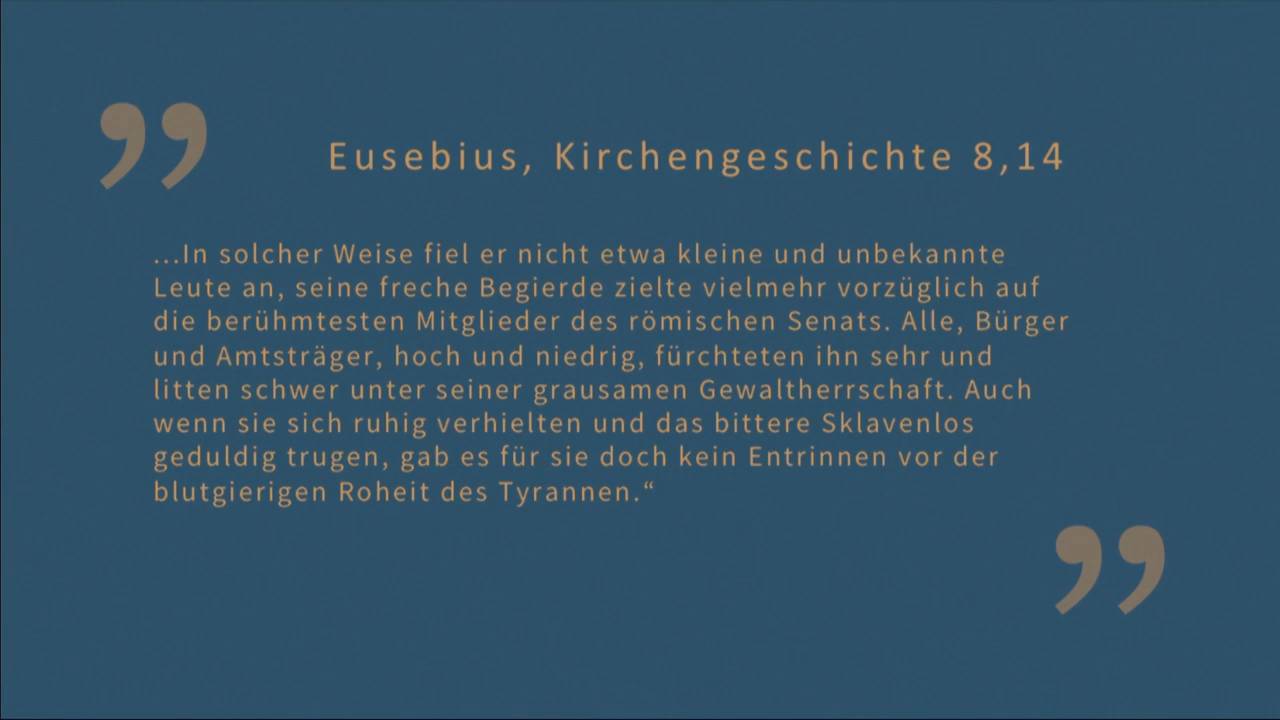 Eusebius, Kirchengeschichte 8,14
...In solcher Weise fiel er nicht etwa kleine und unbekannte
Leute an, seine freche Begierde zielte vielmehr vorzüglich auf
die berühmtesten Mitglieder des römischen Senats. Alle, Bürger
und Amtsträger, hoch und niedrig, fürchteten ihn sehr und
litten schwer unter seiner grausamen Gewaltherrschaft. Auch
wenn sie sich ruhig verhielten und das bittere Sklavenlos
geduldig trugen, gab es für sie doch kein Entrinnen vor der
blutgierigen Roheit des Tyrannen.“